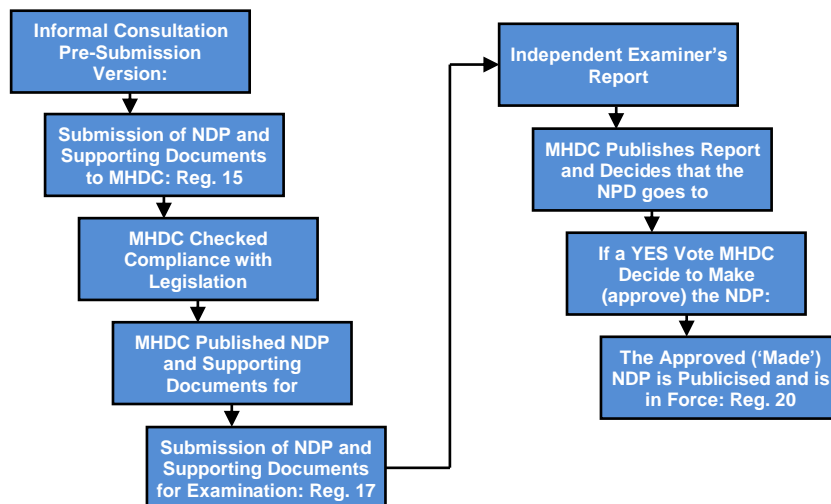 Informal Consultation
Pre-Submission
Version:
Submission of NDP and
Supporting Documents
to MHDC: Reg. 15
MHDC Checked
Compliance with
Legislation
MHDC Published NDP
and Supporting
Documents for
Submission of NDP and
Supporting Documents
for Examination: Reg. 17
Independent Examiner’s
Report
MHDC Publishes Report
and Decides that the
NPD goes to
If a YES Vote MHDC
Decide to Make
(approve) the NDP:
The Approved (‘Made’)
NDP is Publicised and is
in Force: Reg. 20